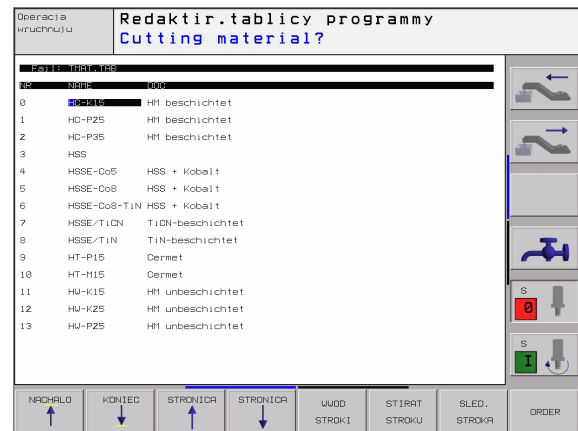 Operacja
wruchnuju
Redaktir.tablicy programmy
Cutting material?
Fajl: TMAT.TAB
NR NAME DOC
0 HC-K15 HM beschichtet
1 HC-P25 HM beschichtet
2 HC-P35 HM beschichtet
3 HSS
4 HSSE-Co5 HSS + Kobalt
5 HSSE-Co8 HSS + Kobalt
6 HSSE-Co8-TiN HSS + Kobalt
7 HSSE/TiCN TiCN-beschichtet
8 HSSE/TiN TiN-beschichtet
9 HT-P15 Cermet
10 HT-M15 Cermet
11 HW-K15 HM unbeschichtet
12 HW-K25 HM unbeschichtet
13 HW-P25 HM unbeschichtet
S
0
S
I
NACHALO KONIEC STRONICA STRONICA WWOD STROKI STIRAT STROKU SLED. STROKA ORDER